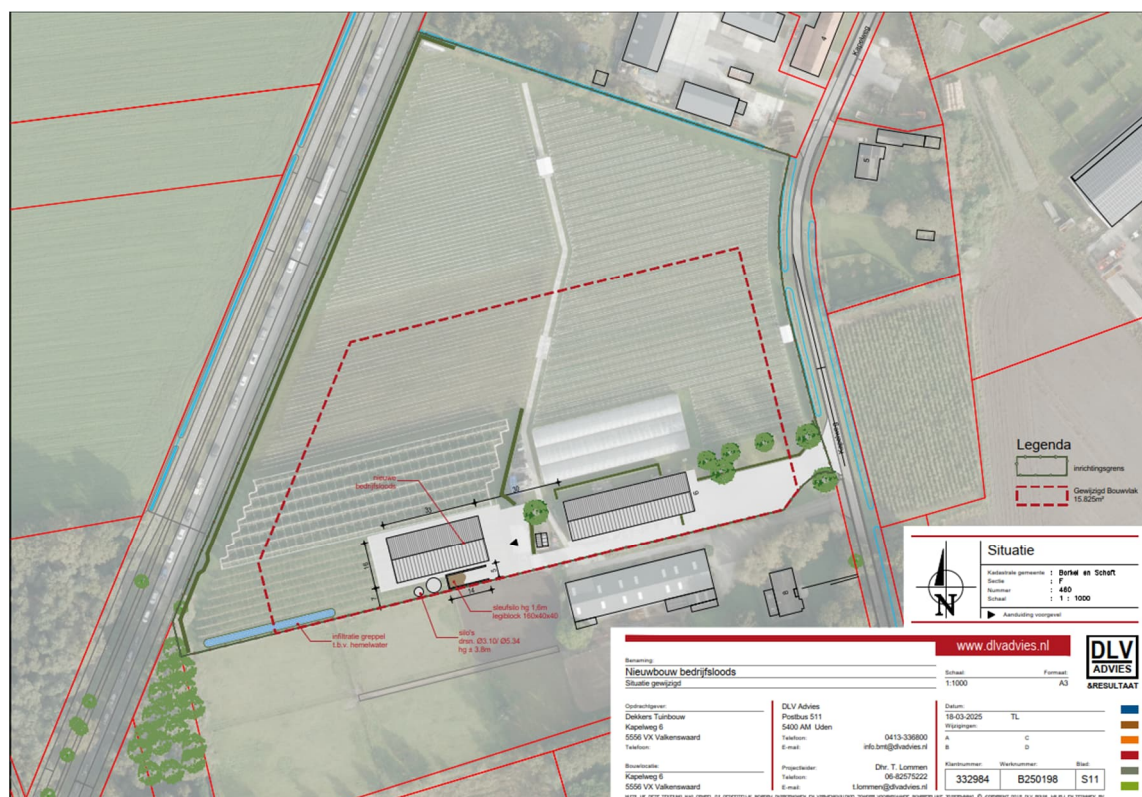 Kapelweg
4
5
nieuwe
bedrijfsloods
31
30
6
16
7
5
14
8
sleufsilo hg 1,6m
legiblock 160x40x40
silo's
dmn. Ø3.10/ Ø5.34
hg ± 3,8m
infiltratie greppel
t.b.v. hemelwater
Kapelweg
Legenda
inrichtingsgrens
Gewijzigd Bouwvlak
15.825m²
N
Situatie
Kadastrale gemeente : Borkel en Schaft
Sectie : F
Nummer : 460
Schaal : 1 : 1000
Aanduiding voorgevel
www.dlvadvies.nl
DLV
ADVIES
&RESULTAAT
Benaming:
Nieuwbouw bedrijfsloods
Situatie gewijzigd
Schaal Formaat:
1:1000 A3
Opdrachtgever:
Dekkers Tuinbouw
Kapelweg 6
5556 VX Valkenswaard
Telefoon:
Bouwlocatie:
Kapelweg 6
5556 VX Valkenswaard
DLV Advies
Postbus 511
5400 AM Uden
Telefoon: 0413-336800
E-mail: info.bmt@dlvadvies.nl
Projectleider: Dhr. T. Lommen
Telefoon: 06-82575222
E-mail: t.lommen@dlvadvies.nl
Datum:
18-03-2025 TL
Wijzigingen:
A C
B D
Klantnummer: Werknummer: Blad:
332984 B250198 S11